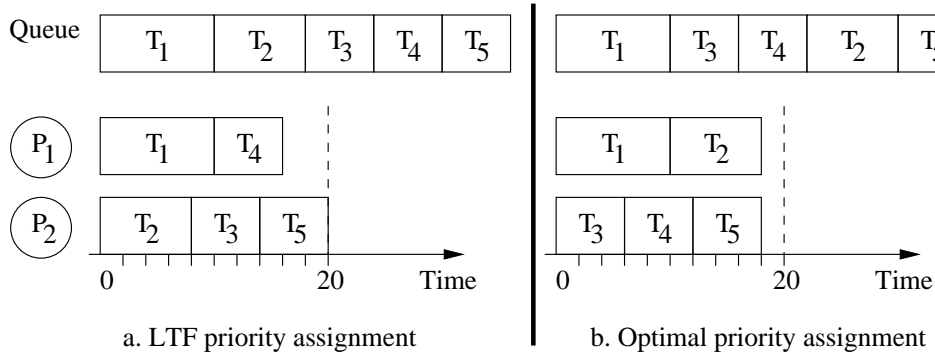 Queue T1 T2 T3 T4 T5
T1 T3 T4 T2
P1 T1 T4
T1 T2
P2 T2 T3 T5
T3 T4 T5
0 20 Time
0 20 Time
a. LTF priority assignment
b. Optimal priority assignment